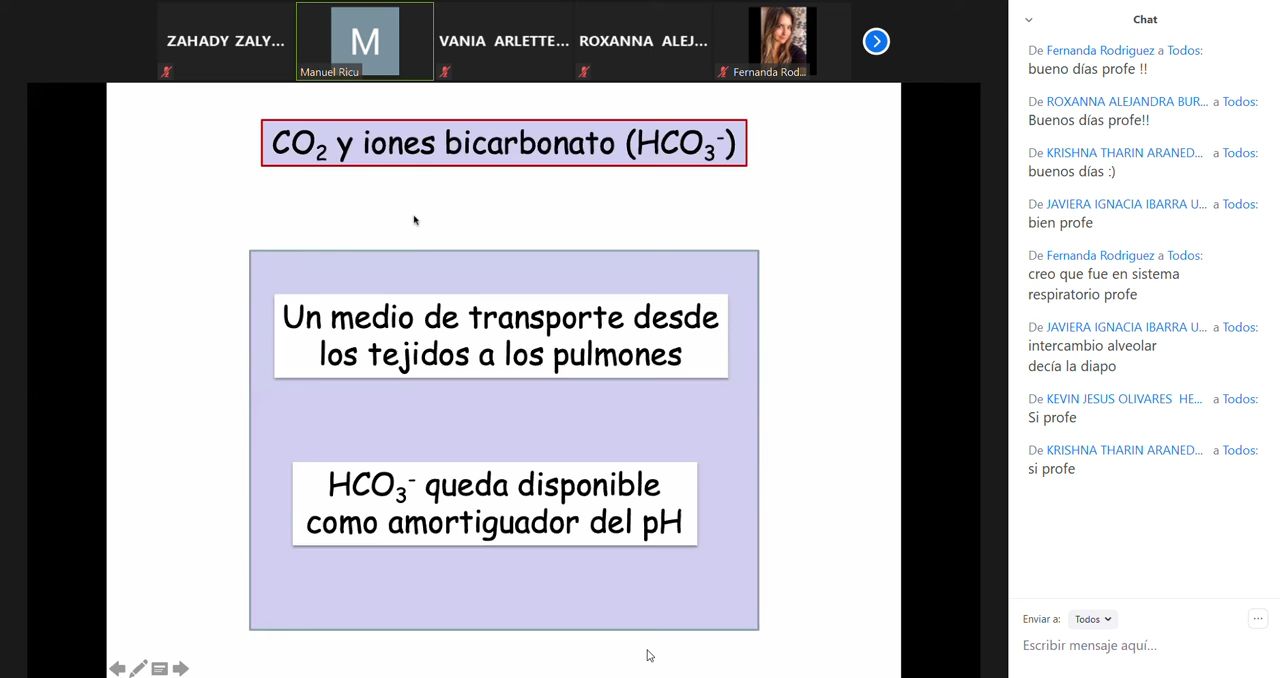 ZAHADY ZALY...
M
Manuel Ricu
VANIA ARLETTE...
ROXANNA ALEJ...
Fernanda Rod...
CO₂ y iones bicarbonato (HCO₃⁻)
Un medio de transporte desde
los tejidos a los pulmones
HCO₃⁻ queda disponible
como amortiguador del pH
Chat
De Fernanda Rodriguez a Todos:
bueno días profe !!
De ROXANNA ALEJANDRA BUR... a Todos:
Buenos días profe!!
De KRISHNA THARIN ARANED... a Todos:
buenos días :)
De JAVIERA IGNACIA IBARRA U... a Todos:
bien profe
De Fernanda Rodriguez a Todos:
creo que fue en sistema
respiratorio profe
De JAVIERA IGNACIA IBARRA U... a Todos:
intercambio alveolar
decía la diapo
De KEVIN JESUS OLIVARES HE... a Todos:
Si profe
De KRISHNA THARIN ARANED... a Todos:
si profe
Enviar a: Todos
Escribir mensaje aquí...